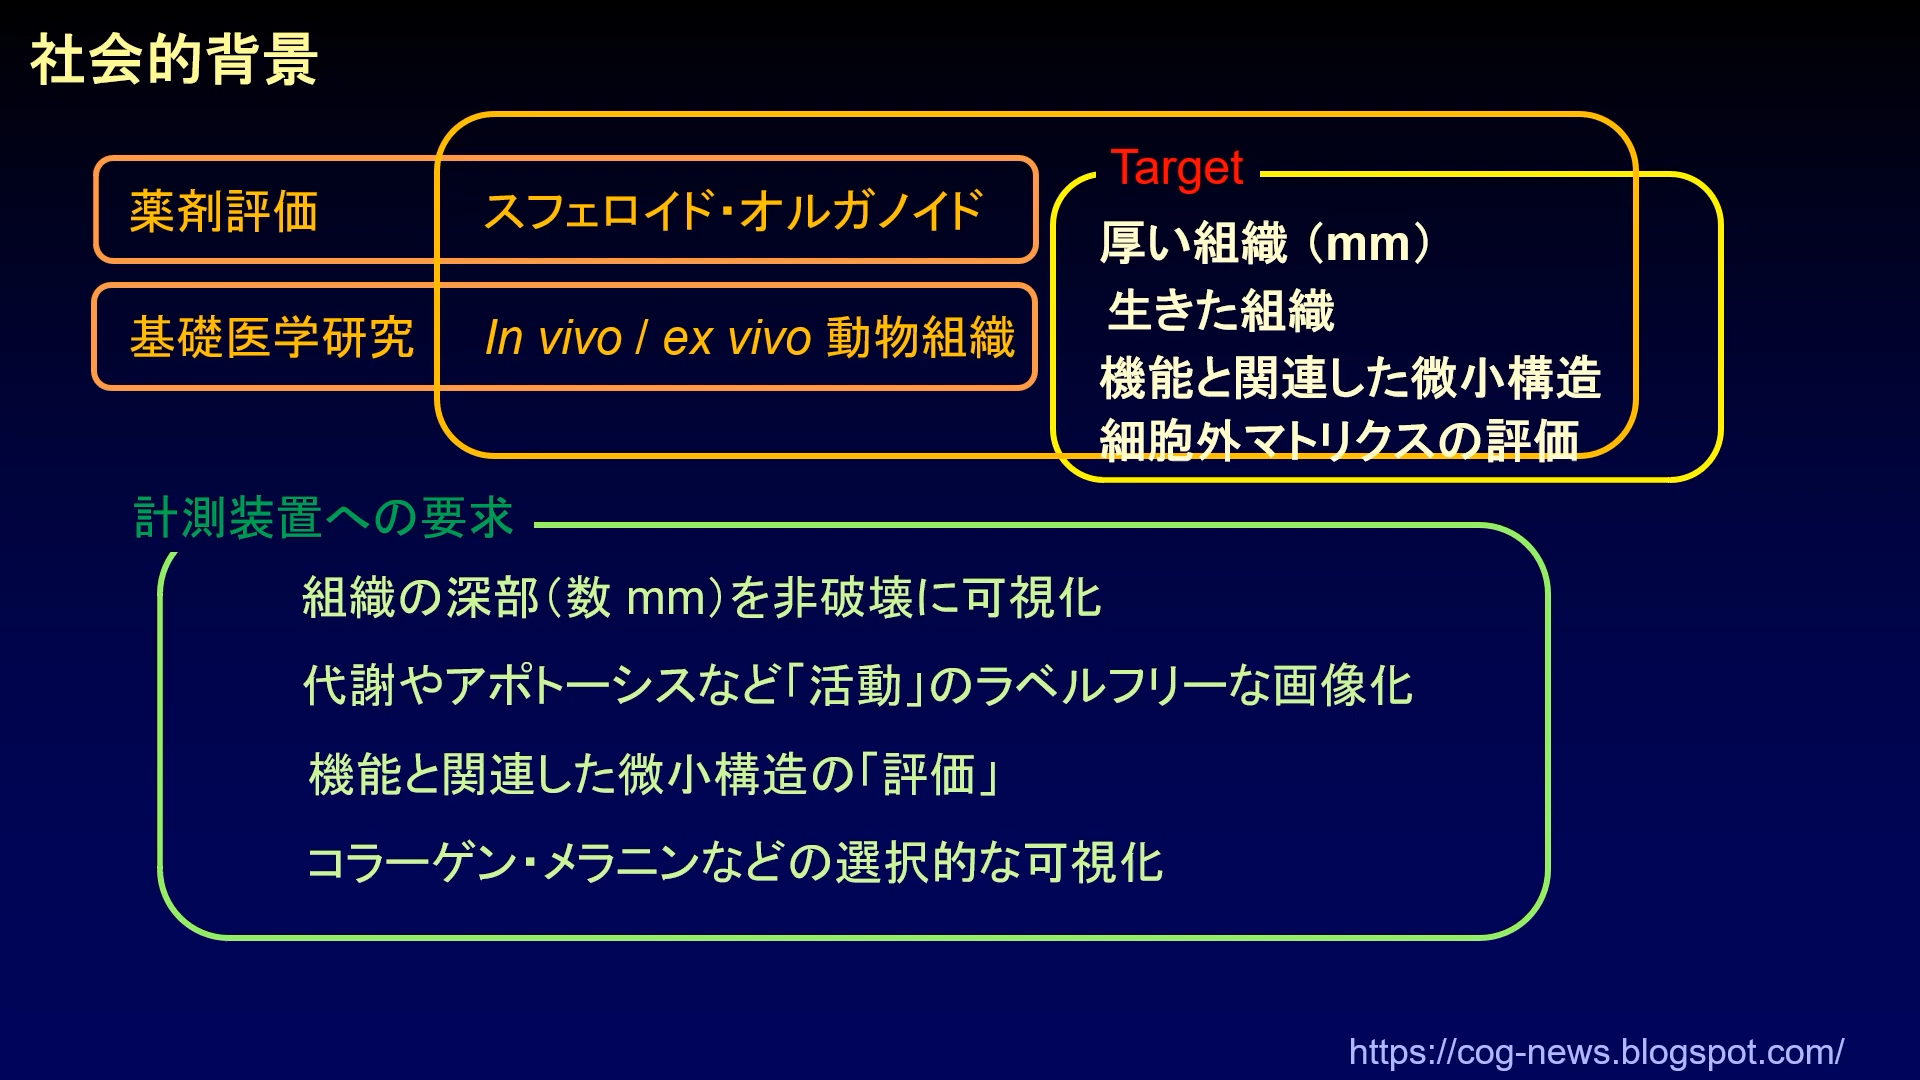 社会的背景
薬剤評価
スフェロイド・オルガノイド
基礎医学研究
In vivo / ex vivo 動物組織
Target
厚い組織（mm）
生きた組織
機能と関連した微小構造
細胞外マトリクスの評価
計測装置への要求
組織の深部（数 mm）を非破壊に可視化
代謝やアポトーシスなど「活動」のラベルフリーな画像化
機能と関連した微小構造の「評価」
コラーゲン・メラニンなどの選択的な可視化
https://cog-news.blogspot.com/